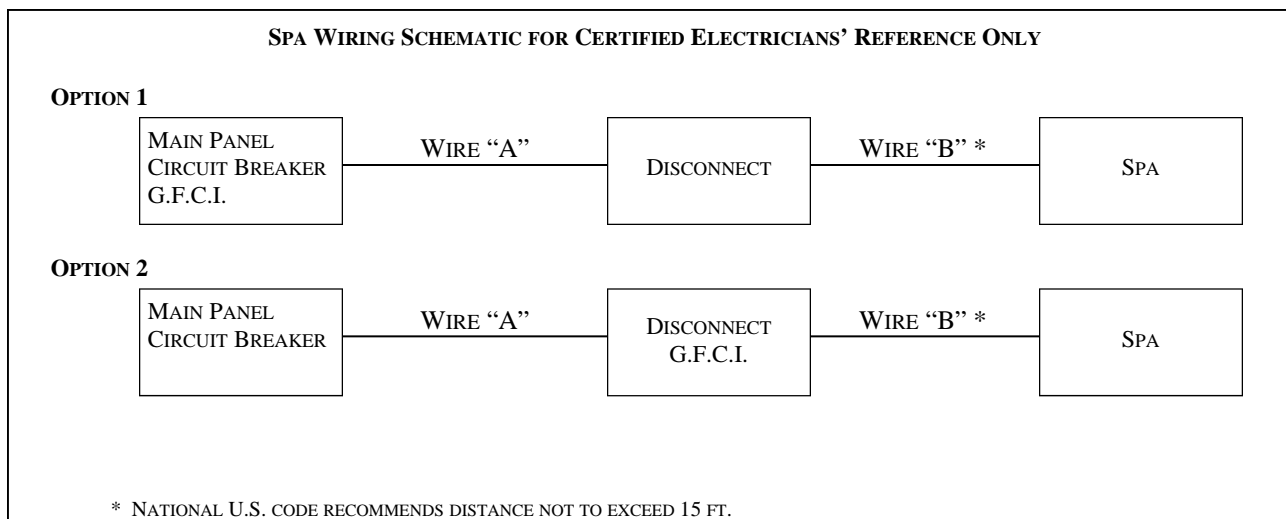 SPA WIRING SCHEMATIC FOR CERTIFIED ELECTRICIANS’ REFERENCE ONLY
OPTION 1
MAIN PANEL
CIRCUIT BREAKER
G.F.C.I.
WIRE “A”
DISCONNECT
WIRE “B” *
SPA
OPTION 2
MAIN PANEL
CIRCUIT BREAKER
WIRE “A”
DISCONNECT
G.F.C.I.
WIRE “B” *
SPA
* NATIONAL U.S. CODE RECOMMENDS DISTANCE NOT TO EXCEED 15 FT.